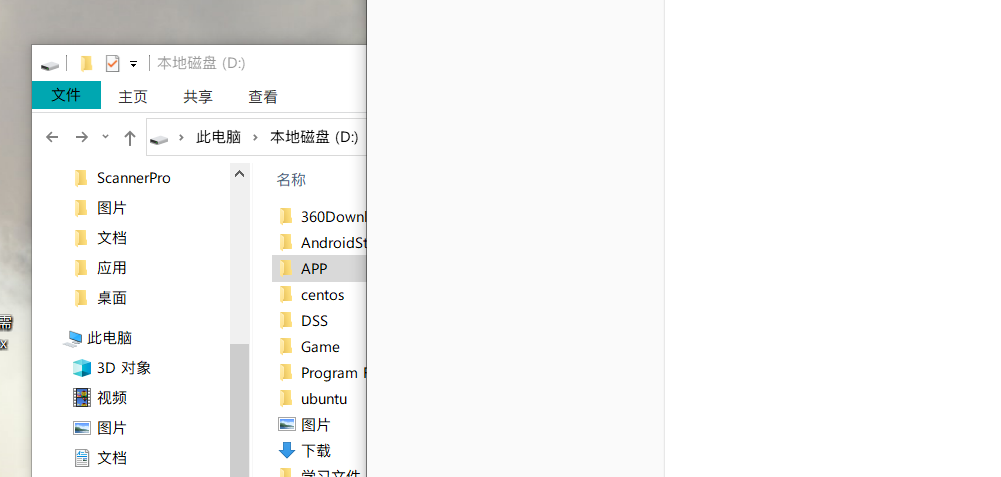 本地磁盘 (D:)
文件 主页 共享 查看
此电脑 本地磁盘 (D:)
ScannerPro
图片
文档
应用
桌面
此电脑
3D 对象
视频
图片
文档
名称
360Downl
AndroidSt
APP
centos
DSS
Game
Program F
ubuntu
图片
下载
学习文件
需
x